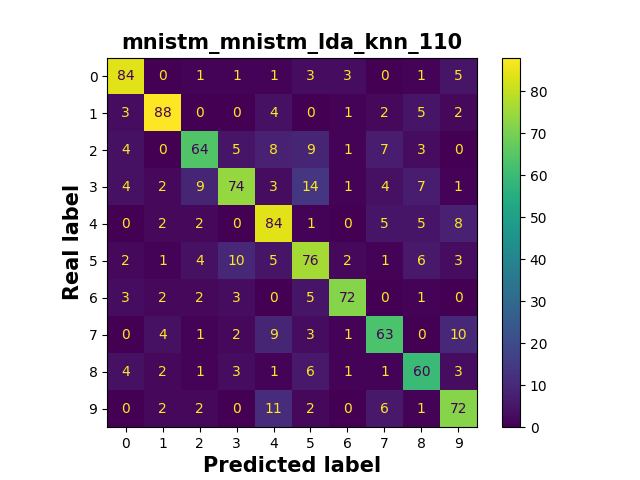 mnistm_mnistm_lda_knn_110
0 84 0 1 1 1 3 3 0 1 5
1 3 88 0 0 4 0 1 2 5 2
2 4 0 64 5 8 9 1 7 3 0
3 4 2 9 74 3 14 1 4 7 1
4 0 2 2 0 84 1 0 5 5 8
5 2 1 4 10 5 76 2 1 6 3
6 3 2 2 3 0 5 72 0 1 0
7 0 4 1 2 9 3 1 63 0 10
8 4 2 1 3 1 6 1 1 60 3
9 0 2 2 0 11 2 0 6 1 72
0 1 2 3 4 5 6 7 8 9
Real label
Predicted label
80
70
60
50
40
30
20
10
0